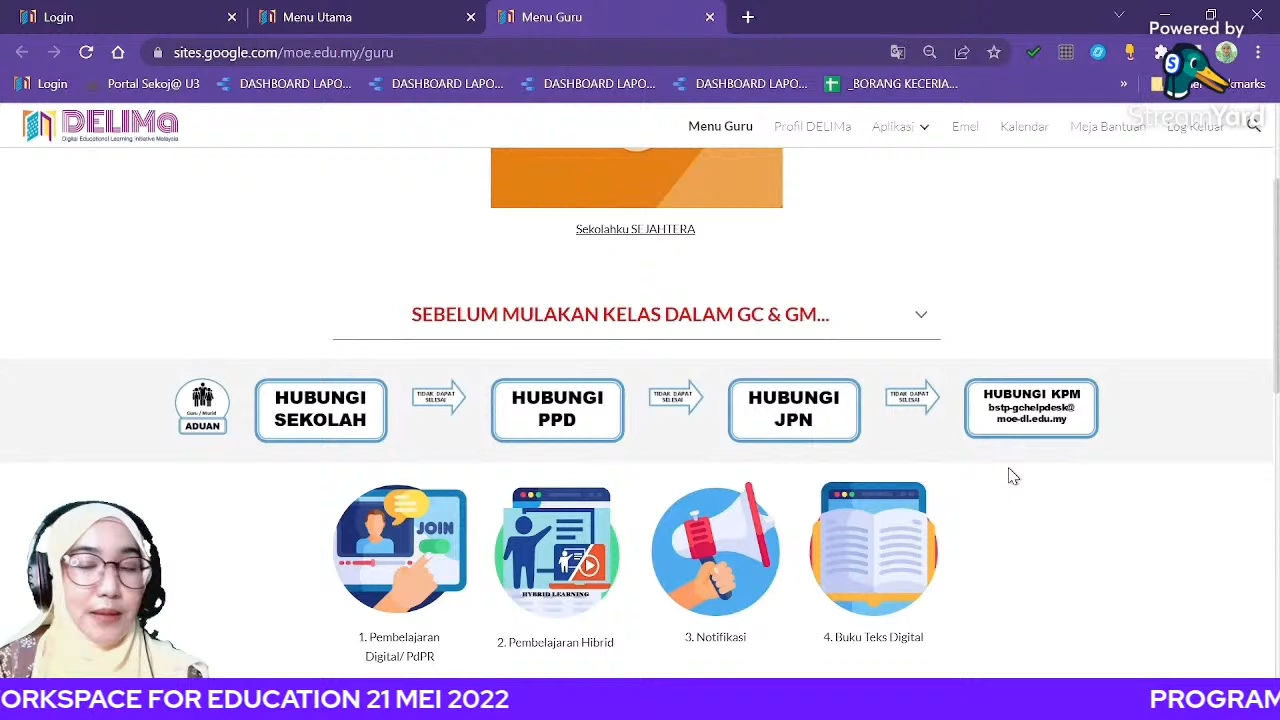 Login
Menu Utama
Menu Guru
Powered by
sites.google.com/moe.edu.my/guru
Login
Portal Sekoj@ U3
DASHBOARD LAPO...
DASHBOARD LAPO...
DASHBOARD LAPO...
DASHBOARD LAPO...
_BORANG KECERIA...
»
StreamYard
DELIMa
Digital Educational Learning Initiative Malaysia
Menu Guru
Profil DELIMa
Aplikasi
Emel
Kalendar
Meja Bantuan
Log Keluar
Sekolahku SEJAHTERA
SEBELUM MULAKAN KELAS DALAM GC & GM...
Guru / Murid
ADUAN
HUBUNGI
SEKOLAH
TIDAK DAPAT
SELESAI
HUBUNGI
PPD
TIDAK DAPAT
SELESAI
HUBUNGI
JPN
TIDAK DAPAT
SELESAI
HUBUNGI KPM
bstp-gchelpdesk@
moe-dl.edu.my
JOIN
HYBRID LEARNING
1. Pembelajaran
Digital/ PdPR
2. Pembelajaran Hibrid
3. Notifikasi
4. Buku Teks Digital
ORKSPACE FOR EDUCATION 21 MEI 2022
PROGRAM